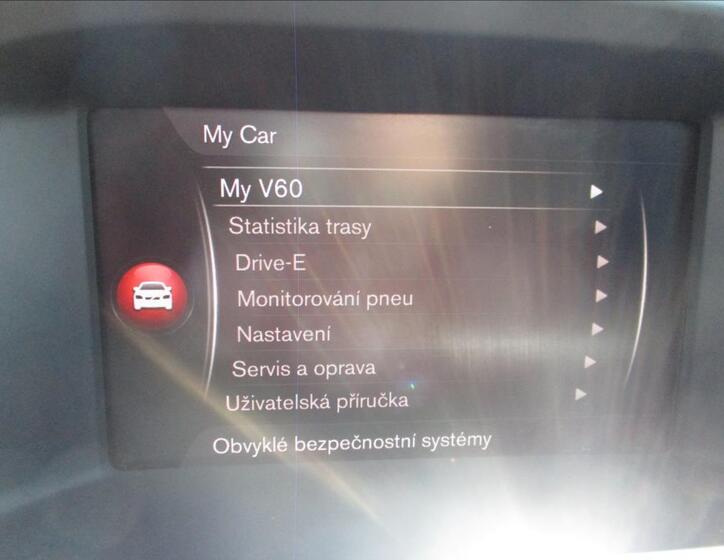 My Car
My V60
Statistika trasy
Drive-E
Monitorování pneu
Nastavení
Servis a oprava
Uživatelská příručka
Obvyklé bezpečnostní systémy